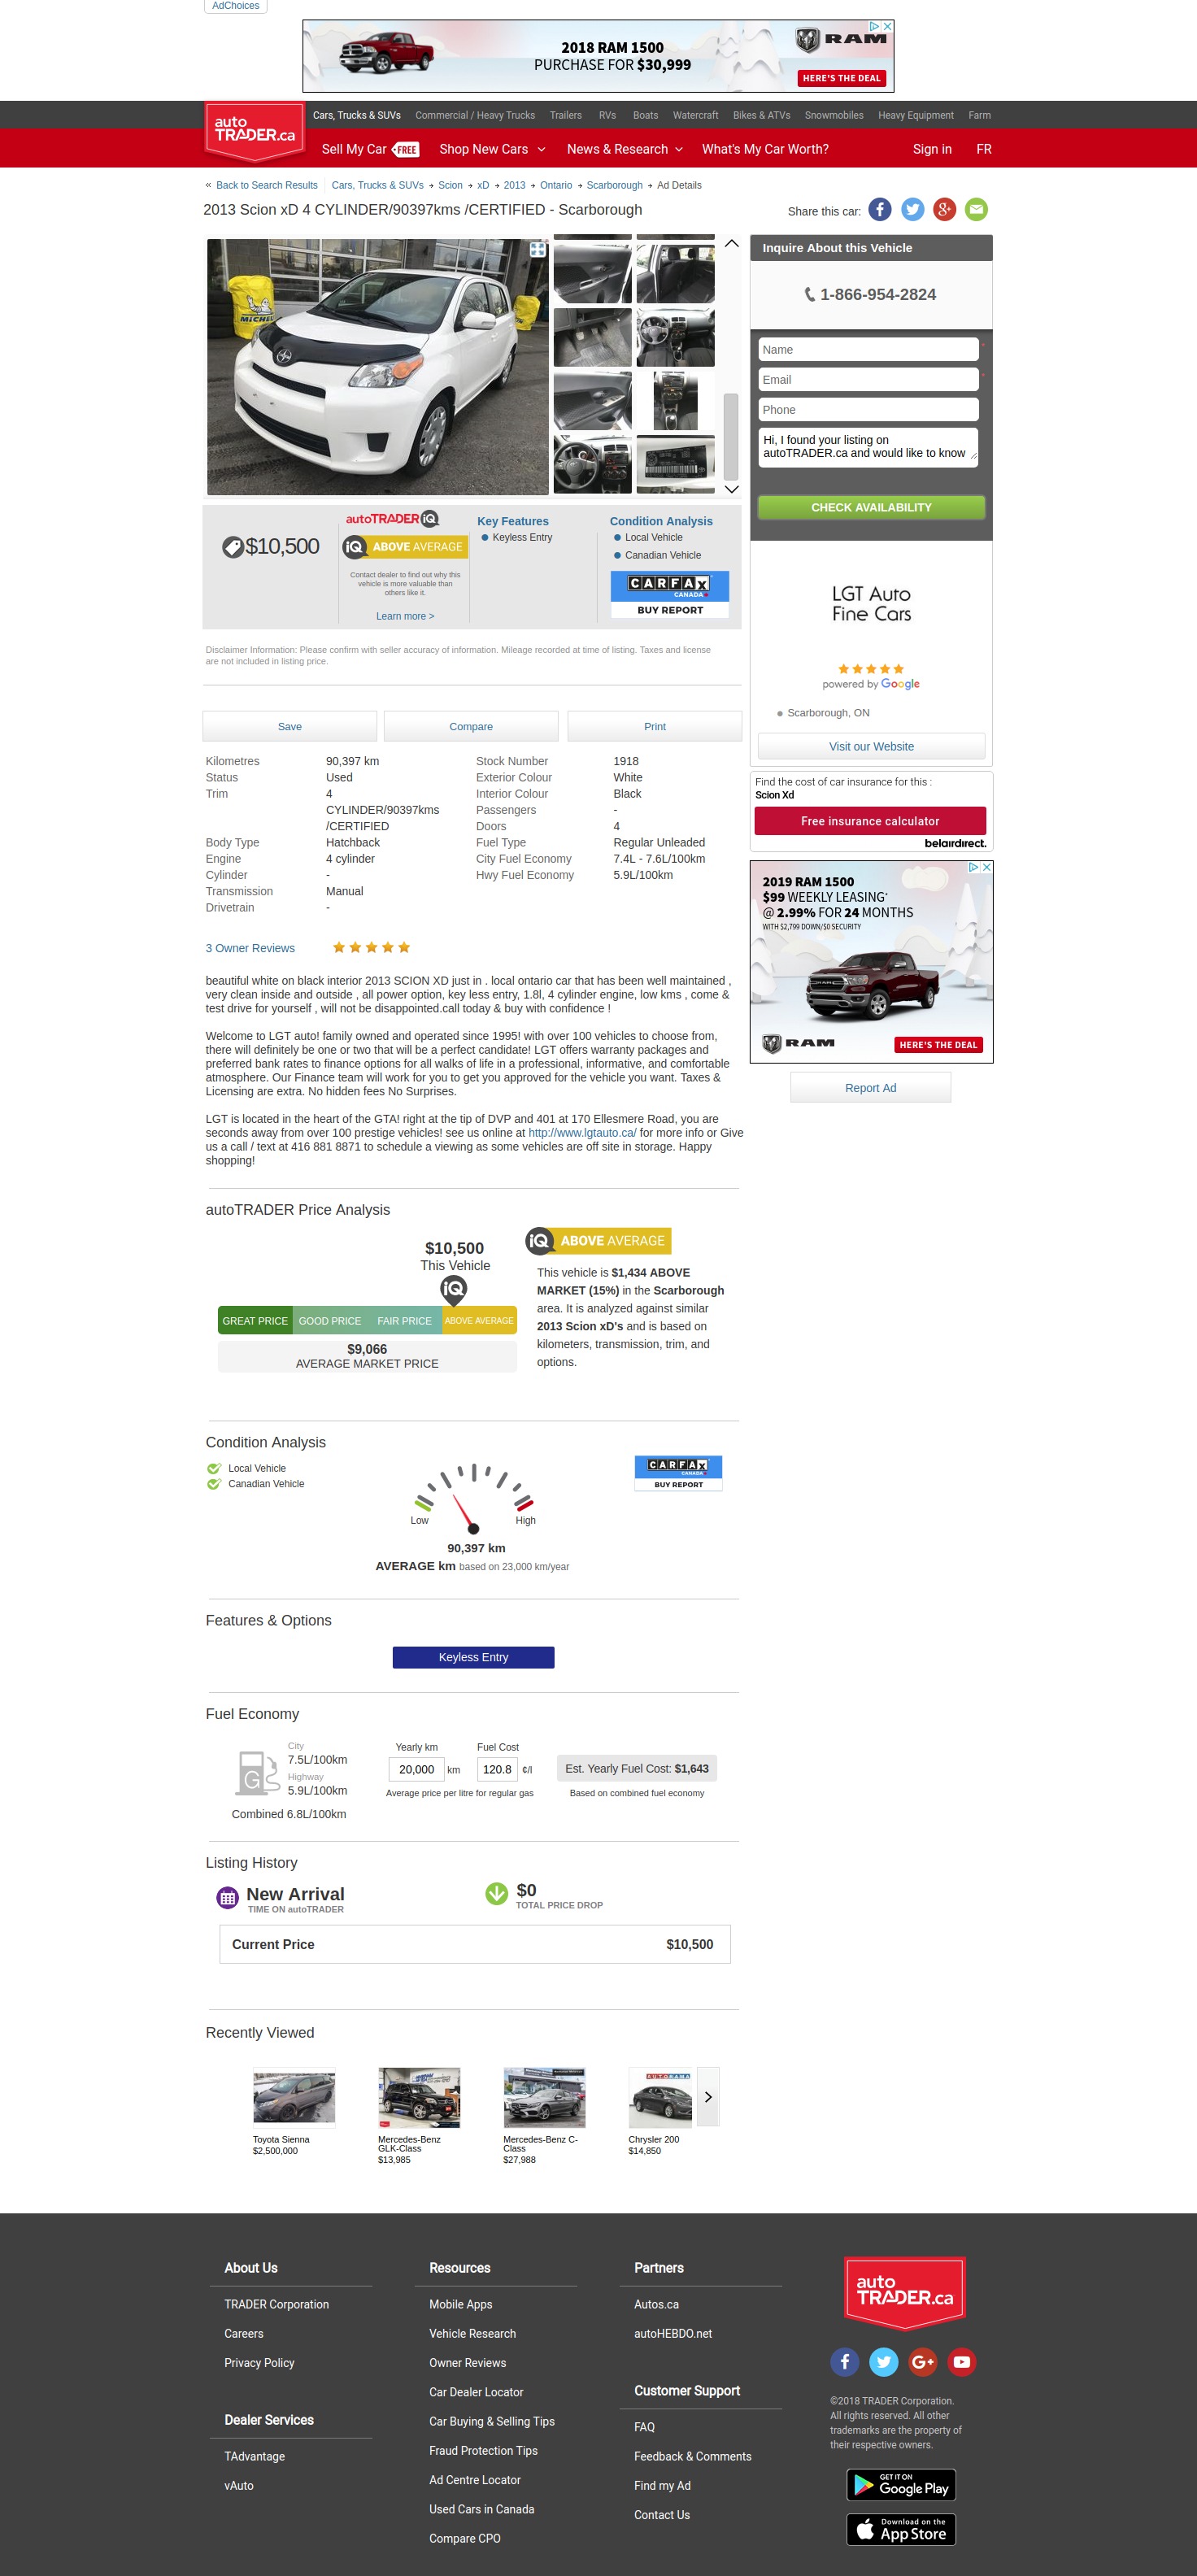 AdChoices
2018 RAM 1500
PURCHASE FOR $30,999
RAM
HERE'S THE DEAL
auto
TRADER.ca
Cars, Trucks & SUVs Commercial / Heavy Trucks Trailers RVs Boats Watercraft Bikes & ATVs Snowmobiles Heavy Equipment Farm
Sell My Car FREE Shop New Cars News & Research What's My Car Worth? Sign in FR
« Back to Search Results Cars, Trucks & SUVs Scion xD 2013 Ontario Scarborough Ad Details
2013 Scion xD 4 CYLINDER/90397kms /CERTIFIED - Scarborough
Share this car:
Inquire About this Vehicle
1-866-954-2824
Name *
Email *
Phone
Hi, I found your listing on
autoTRADER.ca and would like to know
CHECK AVAILABILITY
$10,500
autoTRADER iQ
iQ ABOVE AVERAGE
Contact dealer to find out why this
vehicle is more valuable than
others like it.
Learn more >
Key Features
Keyless Entry
Condition Analysis
Local Vehicle
Canadian Vehicle
CARFAX
CANADA
BUY REPORT
LGT Auto
Fine Cars
powered by Google
Scarborough, ON
Visit our Website
Disclaimer Information: Please confirm with seller accuracy of information. Mileage recorded at time of listing. Taxes and license
are not included in listing price.
Save
Compare
Print
Kilometres 90,397 km Stock Number 1918
Status Used Exterior Colour White
Trim 4 Interior Colour Black
CYLINDER/90397kms Passengers -
/CERTIFIED Doors 4
Body Type Hatchback Fuel Type Regular Unleaded
Engine 4 cylinder City Fuel Economy 7.4L - 7.6L/100km
Cylinder - Hwy Fuel Economy 5.9L/100km
Transmission Manual
Drivetrain -
Find the cost of car insurance for this :
Scion Xd
Free insurance calculator
belairdirect.
2019 RAM 1500
$99 WEEKLY LEASING*
@ 2.99% FOR 24 MONTHS
WITH $2,799 DOWN/$0 SECURITY
RAM
HERE'S THE DEAL
Report Ad
3 Owner Reviews
beautiful white on black interior 2013 SCION XD just in . local ontario car that has been well maintained ,
very clean inside and outside , all power option, key less entry, 1.8l, 4 cylinder engine, low kms , come &
test drive for yourself , will not be disappointed.call today & buy with confidence !
Welcome to LGT auto! family owned and operated since 1995! with over 100 vehicles to choose from,
there will definitely be one or two that will be a perfect candidate! LGT offers warranty packages and
preferred bank rates to finance options for all walks of life in a professional, informative, and comfortable
atmosphere. Our Finance team will work for you to get you approved for the vehicle you want. Taxes &
Licensing are extra. No hidden fees No Surprises.
LGT is located in the heart of the GTA! right at the tip of DVP and 401 at 170 Ellesmere Road, you are
seconds away from over 100 prestige vehicles! see us online at http://www.lgtauto.ca/ for more info or Give
us a call / text at 416 881 8871 to schedule a viewing as some vehicles are off site in storage. Happy
shopping!
autoTRADER Price Analysis
$10,500
This Vehicle
iQ
GREAT PRICE GOOD PRICE FAIR PRICE ABOVE AVERAGE
$9,066
AVERAGE MARKET PRICE
iQ ABOVE AVERAGE
This vehicle is $1,434 ABOVE
MARKET (15%) in the Scarborough
area. It is analyzed against similar
2013 Scion xD's and is based on
kilometers, transmission, trim, and
options.
Condition Analysis
Local Vehicle
Canadian Vehicle
Low High
90,397 km
AVERAGE km based on 23,000 km/year
CARFAX
CANADA
BUY REPORT
Features & Options
Keyless Entry
Fuel Economy
G
City
7.5L/100km
Highway
5.9L/100km
Combined 6.8L/100km
Yearly km Fuel Cost
20,000 km 120.8 ¢/l
Average price per litre for regular gas
Est. Yearly Fuel Cost: $1,643
Based on combined fuel economy
Listing History
New Arrival
TIME ON autoTRADER
$0
TOTAL PRICE DROP
Current Price $10,500
Recently Viewed
Toyota Sienna
$2,500,000
Mercedes-Benz
GLK-Class
$13,985
Mercedes-Benz C-
Class
$27,988
AUTORAMA
Chrysler 200
$14,850
About Us
TRADER Corporation
Careers
Privacy Policy
Dealer Services
TAdvantage
vAuto
Resources
Mobile Apps
Vehicle Research
Owner Reviews
Car Dealer Locator
Car Buying & Selling Tips
Fraud Protection Tips
Ad Centre Locator
Used Cars in Canada
Compare CPO
Partners
Autos.ca
autoHEBDO.net
Customer Support
FAQ
Feedback & Comments
Find my Ad
Contact Us
auto
TRADER.ca
©2018 TRADER Corporation.
All rights reserved. All other
trademarks are the property of
their respective owners.
GET IT ON
Google Play
Download on the
App Store